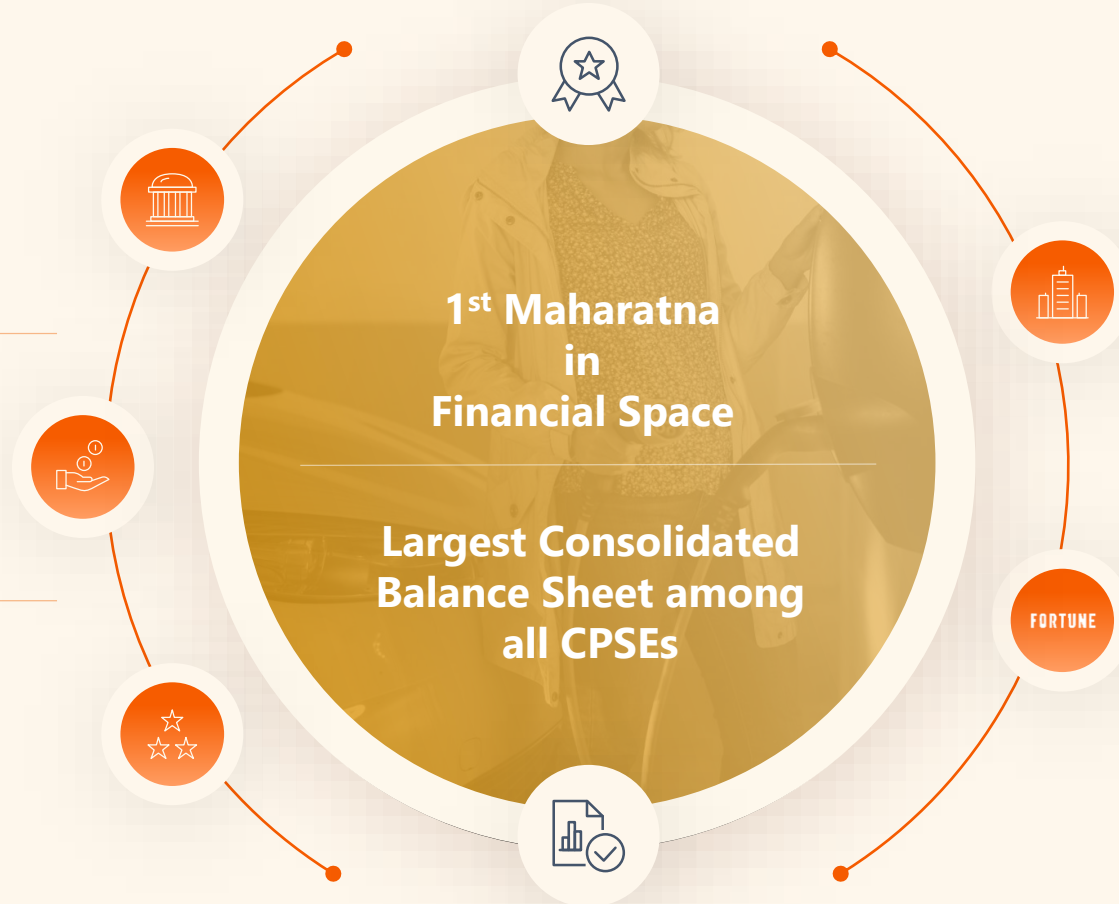 1st Maharatna
in
Financial Space
Largest Consolidated
Balance Sheet among
all CPSEs
FORTUNE